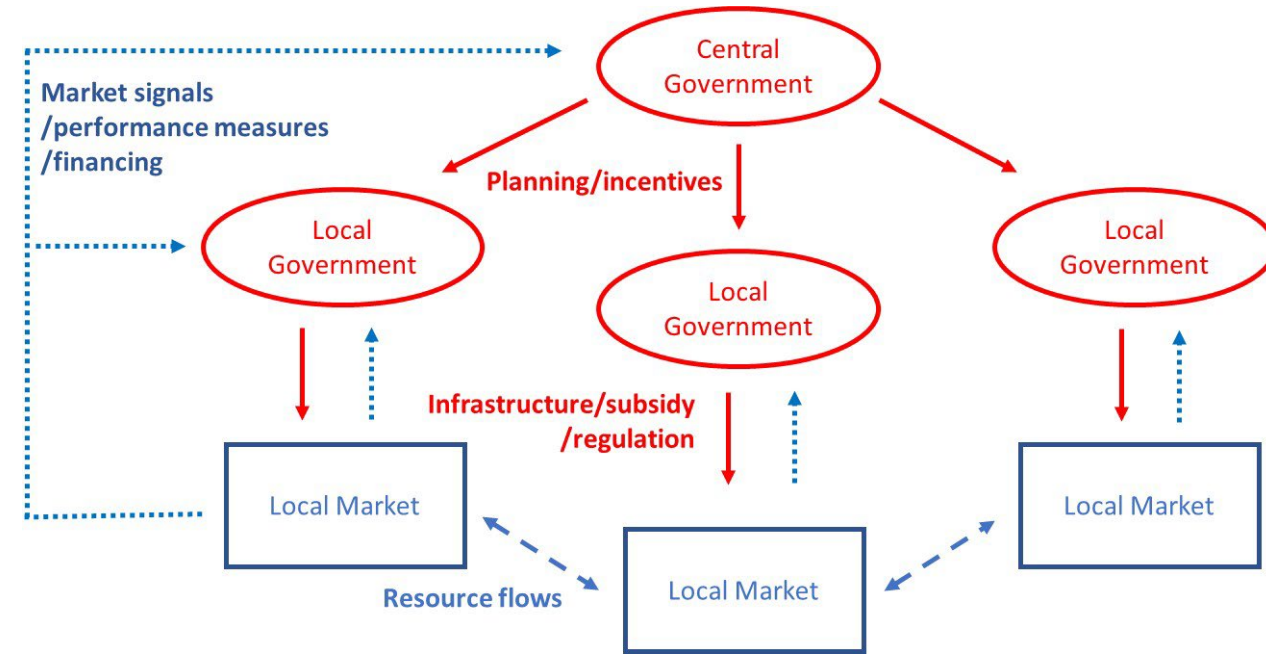 Central
Government
Market signals
/performance measures
/financing
Planning/incentives
Local
Government
Local
Government
Local
Government
Infrastructure/subsidy
/regulation
Local Market
Local Market
Local Market
Resource flows